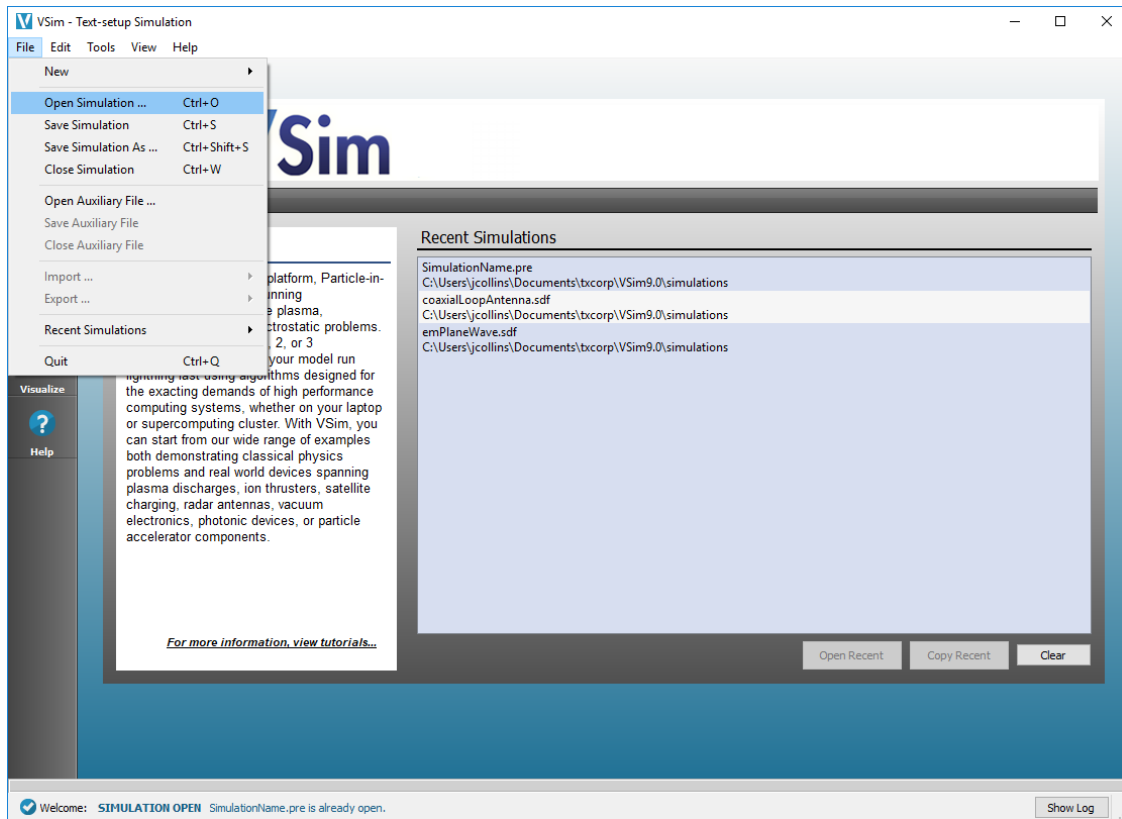 VSim - Text-setup Simulation
File Edit Tools View Help
New
Open Simulation ... Ctrl+O
Save Simulation Ctrl+S
Save Simulation As ... Ctrl+Shift+S
Close Simulation Ctrl+W
Open Auxiliary File ...
Save Auxiliary File
Close Auxiliary File
Import ...
Export ...
Recent Simulations
Quit Ctrl+Q
Sim
Visualize
Help
platform, Particle-in-
plasma,
ctrostatic problems.
, 2, or 3
your model run
lightning fast using algorithms designed for
the exacting demands of high performance
computing systems, whether on your laptop
or supercomputing cluster. With VSim, you
can start from our wide range of examples
both demonstrating classical physics
problems and real world devices spanning
plasma discharges, ion thrusters, satellite
charging, radar antennas, vacuum
electronics, photonic devices, or particle
accelerator components.
For more information, view tutorials...
Recent Simulations
SimulationName.pre
C:\Users\jcollins\Documents\txcorp\VSim9.0\simulations
coaxialLoopAntenna.sdf
C:\Users\jcollins\Documents\txcorp\VSim9.0\simulations
emPlaneWave.sdf
C:\Users\jcollins\Documents\txcorp\VSim9.0\simulations
Open Recent Copy Recent Clear
Welcome: SIMULATION OPEN SimulationName.pre is already open.
Show Log